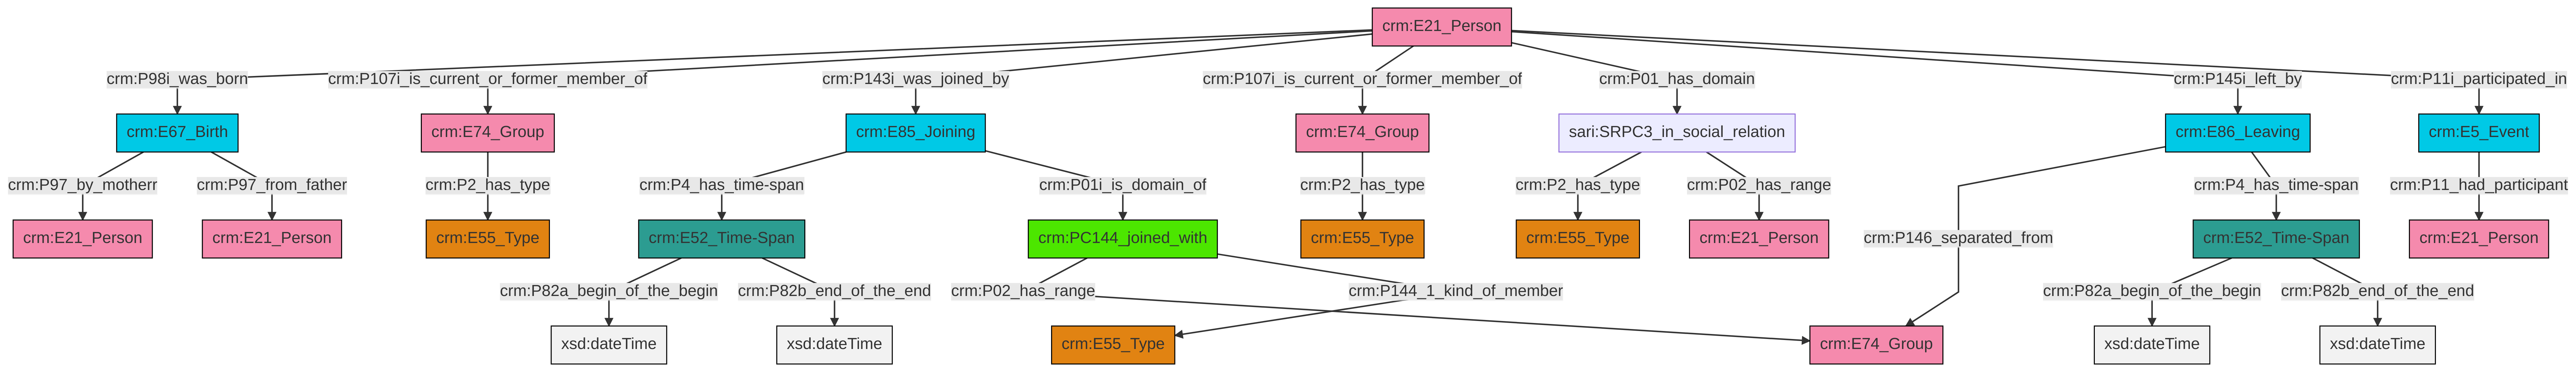 crm:E21_Person
crm:P98i_was_born
crm:P107i_is_current_or_former_member_of
crm:P143i_was_joined_by
crm:P107i_is_current_or_former_member_of
crm:P01_has_domain
crm:P145i_left_by
crm:P11i_participated_in
crm:E67_Birth
crm:E74_Group
crm:E85_Joining
crm:E74_Group
sari:SRPC3_in_social_relation
crm:E86_Leaving
crm:E5_Event
crm:P97_by_motherr
crm:P97_from_father
crm:P2_has_type
crm:P4_has_time-span
crm:P01i_is_domain_of
crm:P2_has_type
crm:P2_has_type
crm:P02_has_range
crm:P4_has_time-span
crm:P11_had_participant
crm:E21_Person
crm:E21_Person
crm:E55_Type
crm:E52_Time-Span
crm:PC144_joined_with
crm:E55_Type
crm:E55_Type
crm:E21_Person
crm:P146_separated_from
crm:E52_Time-Span
crm:E21_Person
crm:P82a_begin_of_the_begin
crm:P82b_end_of_the_end
crm:P02_has_range
crm:P144_1_kind_of_member
crm:P82a_begin_of_the_begin
crm:P82b_end_of_the_end
xsd:dateTime
xsd:dateTime
crm:E55_Type
crm:E74_Group
xsd:dateTime
xsd:dateTime